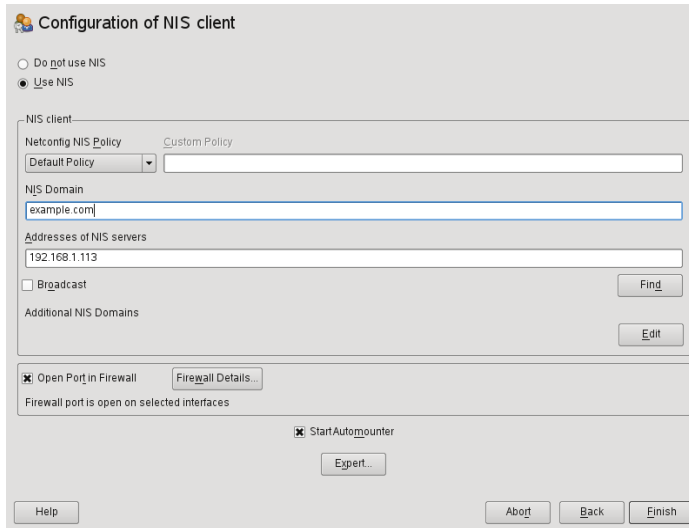 Configuration of NIS client
Do not use NIS
Use NIS
NIS client
Netconfig NIS Policy Custom Policy
Default Policy
NIS Domain
example.com
Addresses of NIS servers
192.168.1.113
Broadcast Find
Additional NIS Domains
Edit
Open Port in Firewall Firewall Details...
Firewall port is open on selected interfaces
Start Automounter
Expert...
Help Abort Back Finish